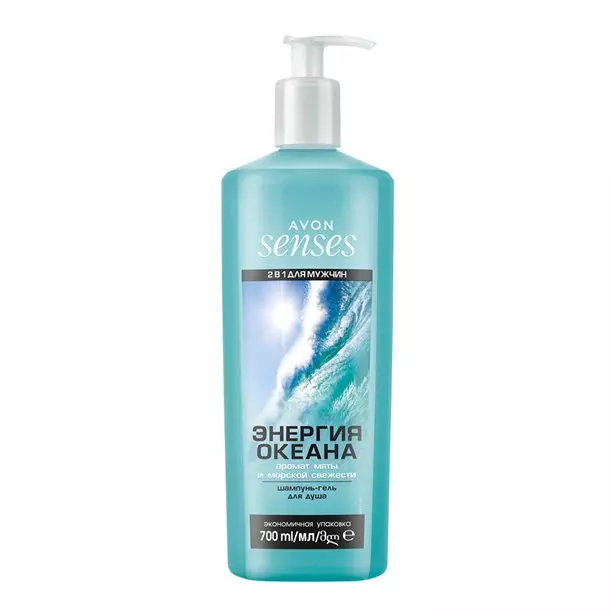 AVON
senses
2 В 1 ДЛЯ МУЖЧИН
ЭНЕРГИЯ
ОКЕАНА
аромат мяты
и морской свежести
шампунь-гель
для душа
экономичная упаковка
700 ml/мл/მლ e